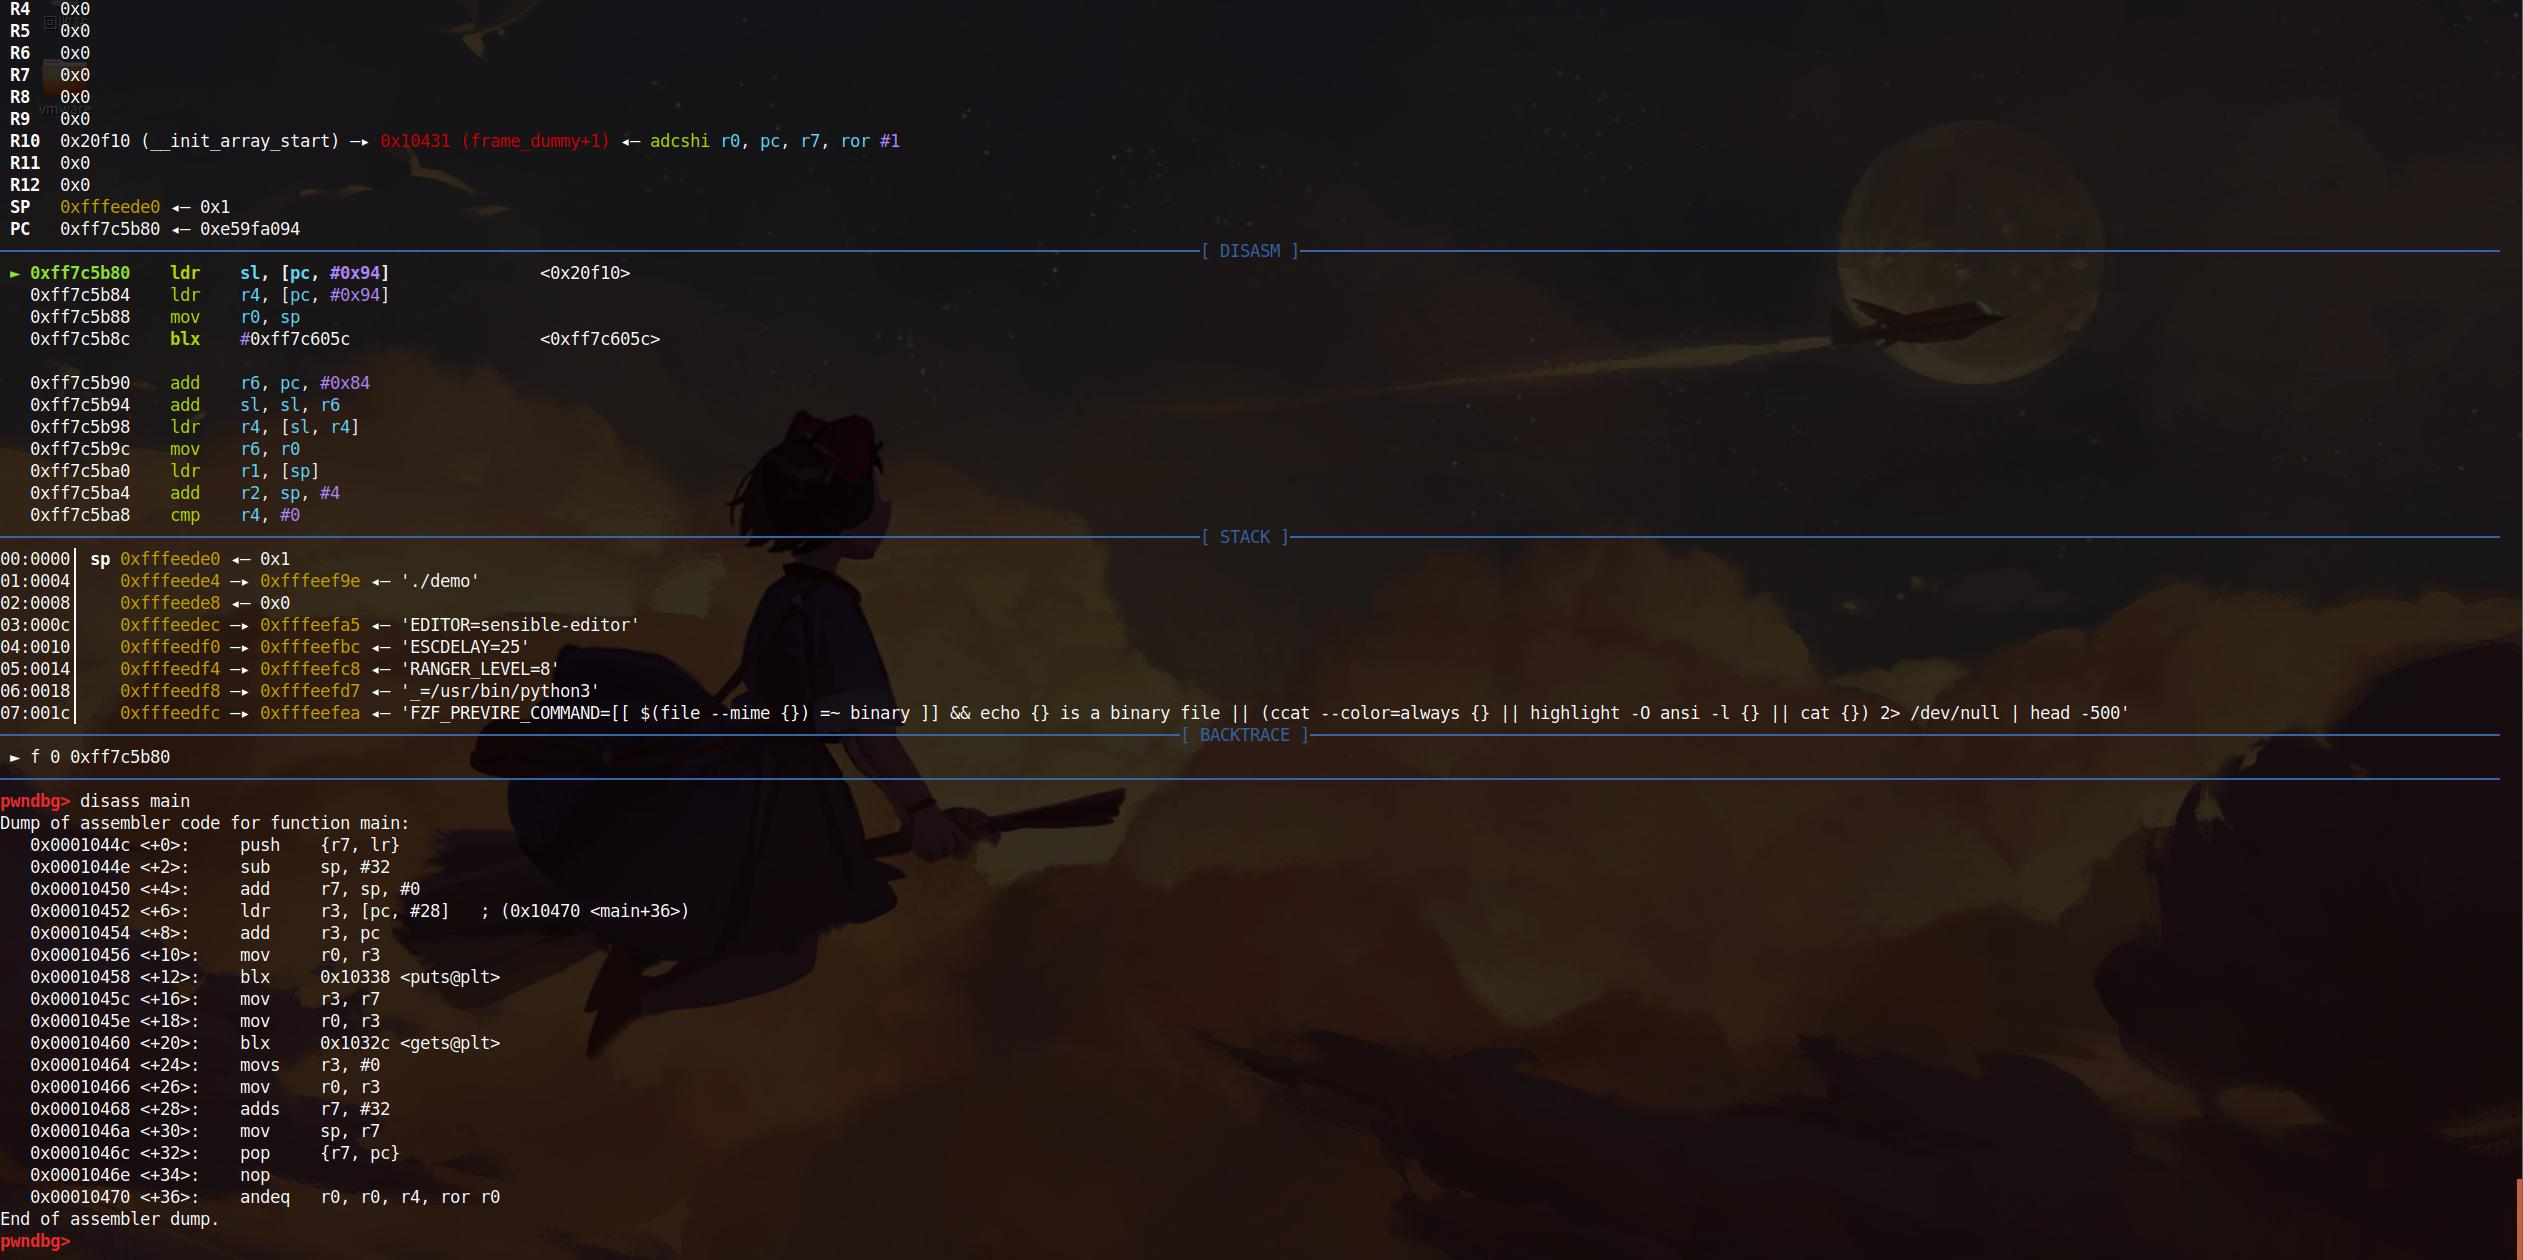 R4   0x0
R5   0x0
R6   0x0
R7   0x0
R8   0x0
vmware
R9   0x0
R10  0x20f10 (__init_array_start) —▸ 0x10431 (frame_dummy+1) ◂— adcshi r0, pc, r7, ror #1
R11  0x0
R12  0x0
SP   0xfffeede0 ◂— 0x1
PC   0xff7c5b80 ◂— 0xe59fa094
[ DISASM ]
► 0xff7c5b80    ldr    sl, [pc, #0x94]               <0x20f10>
0xff7c5b84    ldr    r4, [pc, #0x94]
0xff7c5b88    mov    r0, sp
0xff7c5b8c    blx    #0xff7c605c                   <0xff7c605c>
0xff7c5b90    add    r6, pc, #0x84
0xff7c5b94    add    sl, sl, r6
0xff7c5b98    ldr    r4, [sl, r4]
0xff7c5b9c    mov    r6, r0
0xff7c5ba0    ldr    r1, [sp]
0xff7c5ba4    add    r2, sp, #4
0xff7c5ba8    cmp    r4, #0
[ STACK ]
00:0000│ sp 0xfffeede0 ◂— 0x1
01:0004│    0xfffeede4 —▸ 0xfffeef9e ◂— './demo'
02:0008│    0xfffeede8 ◂— 0x0
03:000c│    0xfffeedec —▸ 0xfffeefa5 ◂— 'EDITOR=sensible-editor'
04:0010│    0xfffeedf0 —▸ 0xfffeefbc ◂— 'ESCDELAY=25'
05:0014│    0xfffeedf4 —▸ 0xfffeefc8 ◂— 'RANGER_LEVEL=8'
06:0018│    0xfffeedf8 —▸ 0xfffeefd7 ◂— '_=/usr/bin/python3'
07:001c│    0xfffeedfc —▸ 0xfffeefea ◂— 'FZF_PREVIRE_COMMAND=[[ $(file --mime {}) =~ binary ]] && echo {} is a binary file || (ccat --color=always {} || highlight -O ansi -l {} || cat {}) 2> /dev/null | head -500'
[ BACKTRACE ]
► f 0 0xff7c5b80
pwndbg> disass main
Dump of assembler code for function main:
0x0001044c <+0>:     push    {r7, lr}
0x0001044e <+2>:     sub     sp, #32
0x00010450 <+4>:     add     r7, sp, #0
0x00010452 <+6>:     ldr     r3, [pc, #28]   ; (0x10470 <main+36>)
0x00010454 <+8>:     add     r3, pc
0x00010456 <+10>:    mov     r0, r3
0x00010458 <+12>:    blx     0x10338 <puts@plt>
0x0001045c <+16>:    mov     r3, r7
0x0001045e <+18>:    mov     r0, r3
0x00010460 <+20>:    blx     0x1032c <gets@plt>
0x00010464 <+24>:    movs    r3, #0
0x00010466 <+26>:    mov     r0, r3
0x00010468 <+28>:    adds    r7, #32
0x0001046a <+30>:    mov     sp, r7
0x0001046c <+32>:    pop     {r7, pc}
0x0001046e <+34>:    nop
0x00010470 <+36>:    andeq   r0, r0, r4, ror r0
End of assembler dump.
pwndbg>